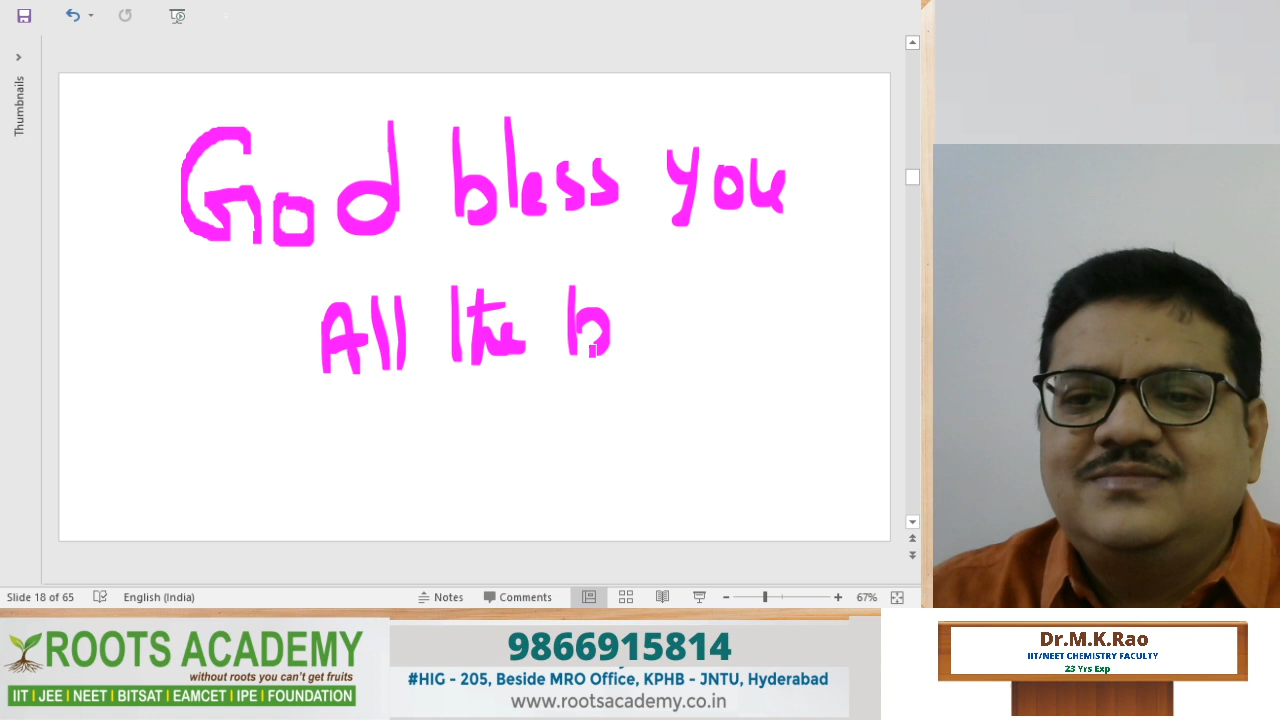 Thumbnails
God bless you
All the b
Slide 18 of 65
English (India)
Notes
Comments
67%
ROOTS ACADEMY
without roots you can't get fruits
IIT I JEE I NEET I BITSAT I EAMCET I IPE I FOUNDATION
9866915814
#HIG - 205, Beside MRO Office, KPHB - JNTU, Hyderabad
www.rootsacademy.co.in
Dr.M.K.Rao
IIT/NEET CHEMISTRY FACULTY
23 Yrs Exp